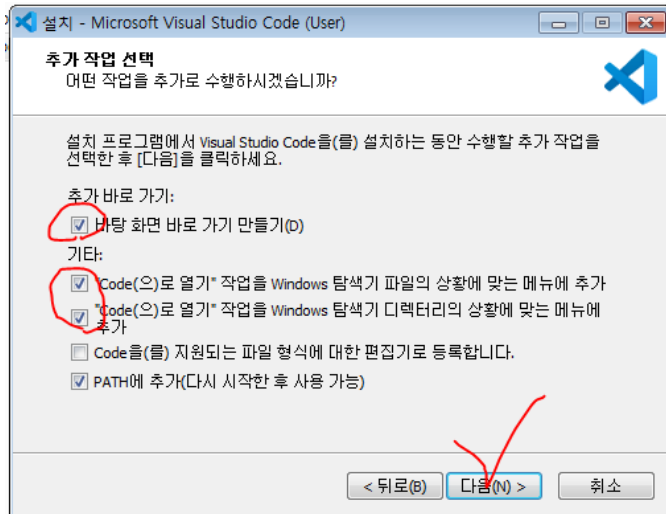 설치 - Microsoft Visual Studio Code (User)
추가 작업 선택
어떤 작업을 추가로 수행하시겠습니까?
설치 프로그램에서 Visual Studio Code을(를) 설치하는 동안 수행할 추가 작업을
선택한 후 [다음]을 클릭하세요.
추가 바로 가기:
바탕 화면 바로 가기 만들기(D)
기타:
"Code(으)로 열기" 작업을 Windows 탐색기 파일의 상황에 맞는 메뉴에 추가
"Code(으)로 열기" 작업을 Windows 탐색기 디렉터리의 상황에 맞는 메뉴에
추가
Code을(를) 지원되는 파일 형식에 대한 편집기로 등록합니다.
PATH에 추가(다시 시작한 후 사용 가능)
< 뒤로(B) 다음(N) > 취소